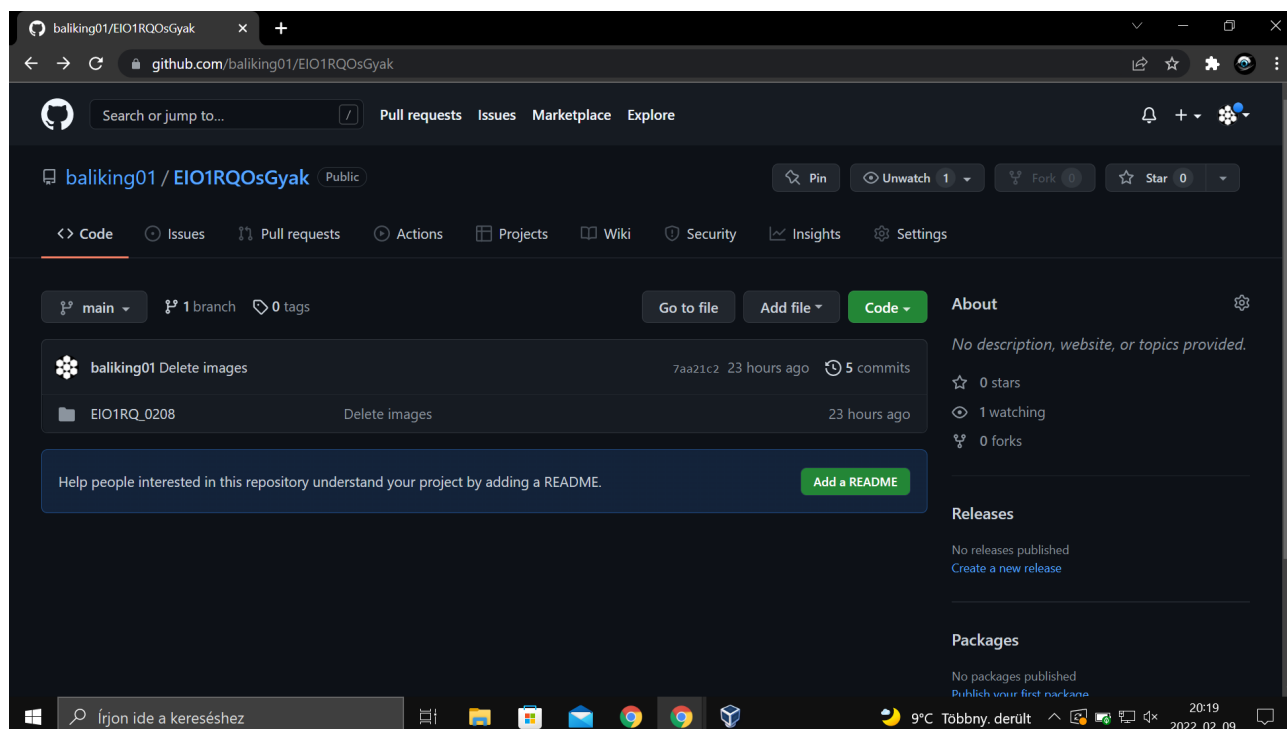 baliking01/EIO1RQOsGyak
github.com/baliking01/EIO1RQOsGyak
Search or jump to... / Pull requests Issues Marketplace Explore
baliking01 / EIO1RQOsGyak Public Pin Unwatch 1 Fork 0 Star 0
<> Code Issues Pull requests Actions Projects Wiki Security Insights Settings
main 1 branch 0 tags Go to file Add file Code
baliking01 Delete images 7aa21c2 23 hours ago 5 commits
EIO1RQ_0208 Delete images 23 hours ago
Help people interested in this repository understand your project by adding a README. Add a README
About
No description, website, or topics provided.
0 stars
1 watching
0 forks
Releases
No releases published
Create a new release
Packages
No packages published
Publish your first package
Írjon ide a kereséshez
9°C Többny. derült
20:19
2022. 02. 09.